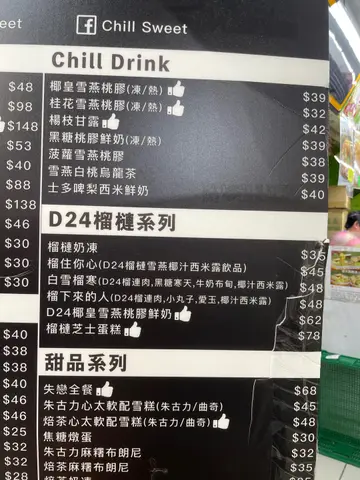 eet
Chill Sweet
Chill Drink
$48
椰皇雪燕桃膠(凍/熱) $39
$98
桂花雪燕桃膠(凍/熱) $32
$148
楊枝甘露 $42
$53
黑糖桃膠鮮奶(凍/熱) $39
$40
菠蘿雪燕桃膠 $38
$88
雪燕白桃烏龍茶 $39
$138
士多啤梨西米鮮奶 $40
$46
D24榴槤系列
$30
榴槤奶凍 $35
$30
榴住你心(D24榴槤雪燕椰汁西米露飲品) $45
$30
白雪榴寒(D24榴連肉,黑糖寒天,牛奶布甸,椰汁西米露) $48
榴下來的人(D24榴連肉,小丸子,愛玉,椰汁西米露) $48
$40
D24椰皇雪燕桃膠鮮奶 $62
$38
榴槤芝士蛋糕 $78
$38
甜品系列
$40
失戀全餐 $68
$46
朱古力心太軟配雪糕(朱古力/曲奇) $45
$46
焙茶心太軟配雪糕(朱古力/曲奇) $48
$25
焦糖燉蛋 $30
$32
朱古力麻糬布朗尼 $32
$32
焙茶麻糬布朗尼 $35
$28